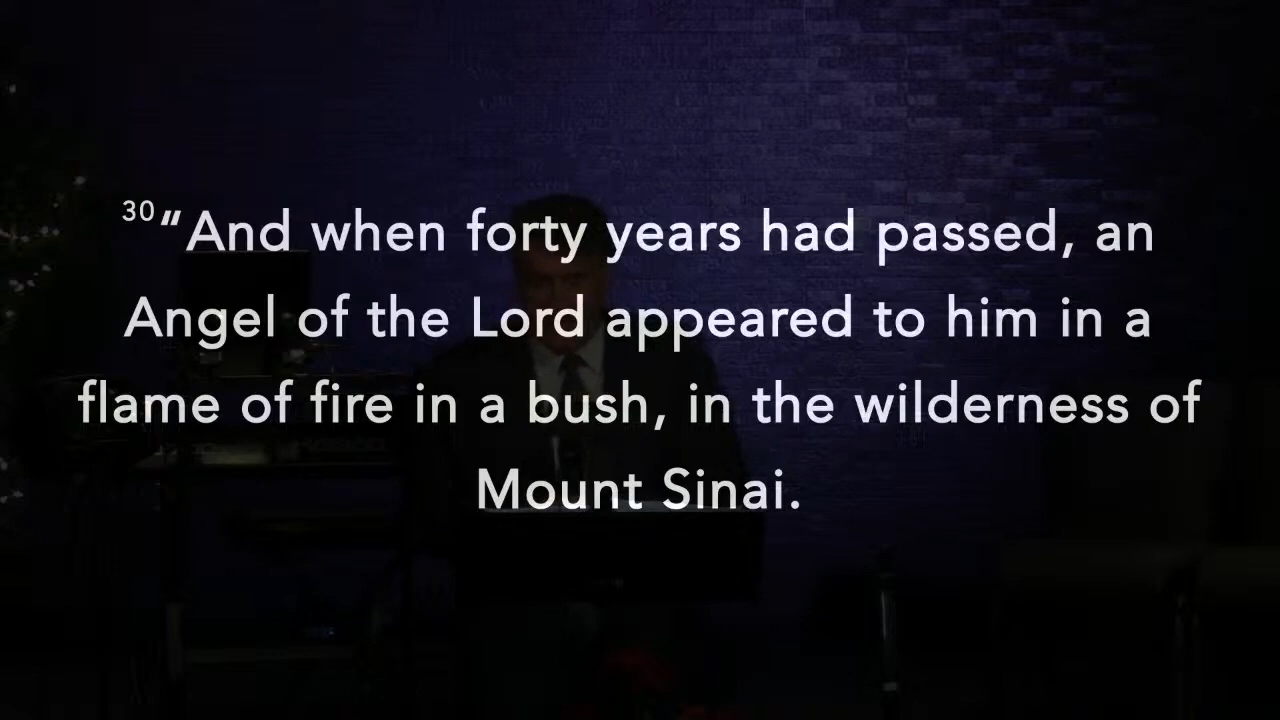 30 “And when forty years had passed, an
Angel of the Lord appeared to him in a
flame of fire in a bush, in the wilderness of
Mount Sinai.